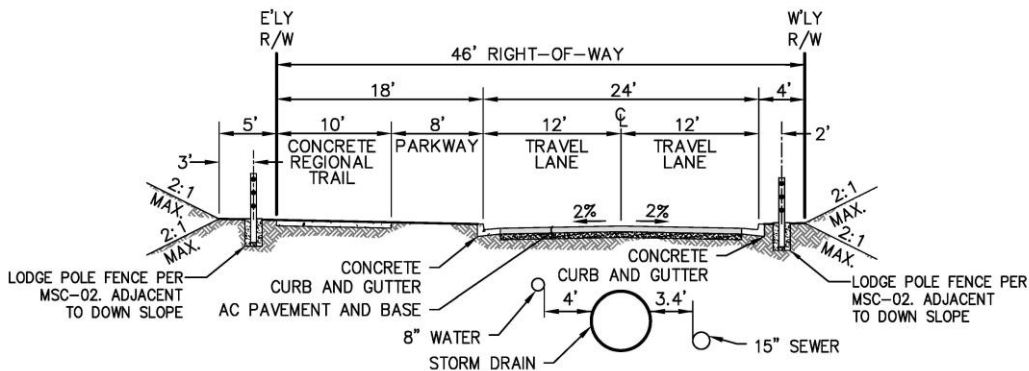 E'LY
R/W
W'LY
R/W
46' RIGHT-OF-WAY
18'
24'
4'
5'
10'
8'
12'
℄
12'
2'
CONCRETE
REGIONAL
TRAIL
PARKWAY
TRAVEL
LANE
TRAVEL
LANE
3'
2:1
MAX.
2:1
MAX.
2%
2%
2:1
MAX.
2:1
MAX.
LODGE POLE FENCE PER
MSC-02. ADJACENT
TO DOWN SLOPE
CONCRETE
CURB AND GUTTER
CONCRETE
CURB AND GUTTER
LODGE POLE FENCE PER
MSC-02. ADJACENT
TO DOWN SLOPE
AC PAVEMENT AND BASE
4'
3.4'
8" WATER
15" SEWER
STORM DRAIN